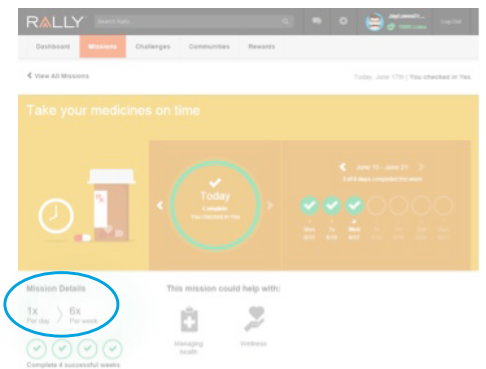 RALLY
Search Rally
Log Out
Dashboard Missions Challenges Communities Rewards
View All Missions
Today, June 17th | You checked in Yes
Take your medicines on time
Rx
Today
Complete
You checked in Yes
June 15 - June 21
3 of 6 days completed this week
Mon Tu Wed
Mission Details
1x
Per day
6x
Per week
Complete 4 successful weeks
This mission could help with:
Managing
health
Wellness